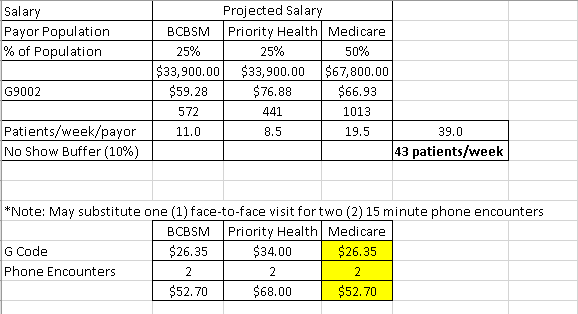 Salary Projected Salary
Payor Population BCBSM Priority Health Medicare
% of Population 25% 25% 50%
$33,900.00 $33,900.00 $67,800.00
G9002 $59.28 $76.88 $66.93
572 441 1013
Patients/week/payor 11.0 8.5 19.5 39.0
No Show Buffer (10%) 43 patients/week
*Note: May substitute one (1) face-to-face visit for two (2) 15 minute phone encounters
BCBSM Priority Health Medicare
G Code $26.35 $34.00 $26.35
Phone Encounters 2 2 2
$52.70 $68.00 $52.70